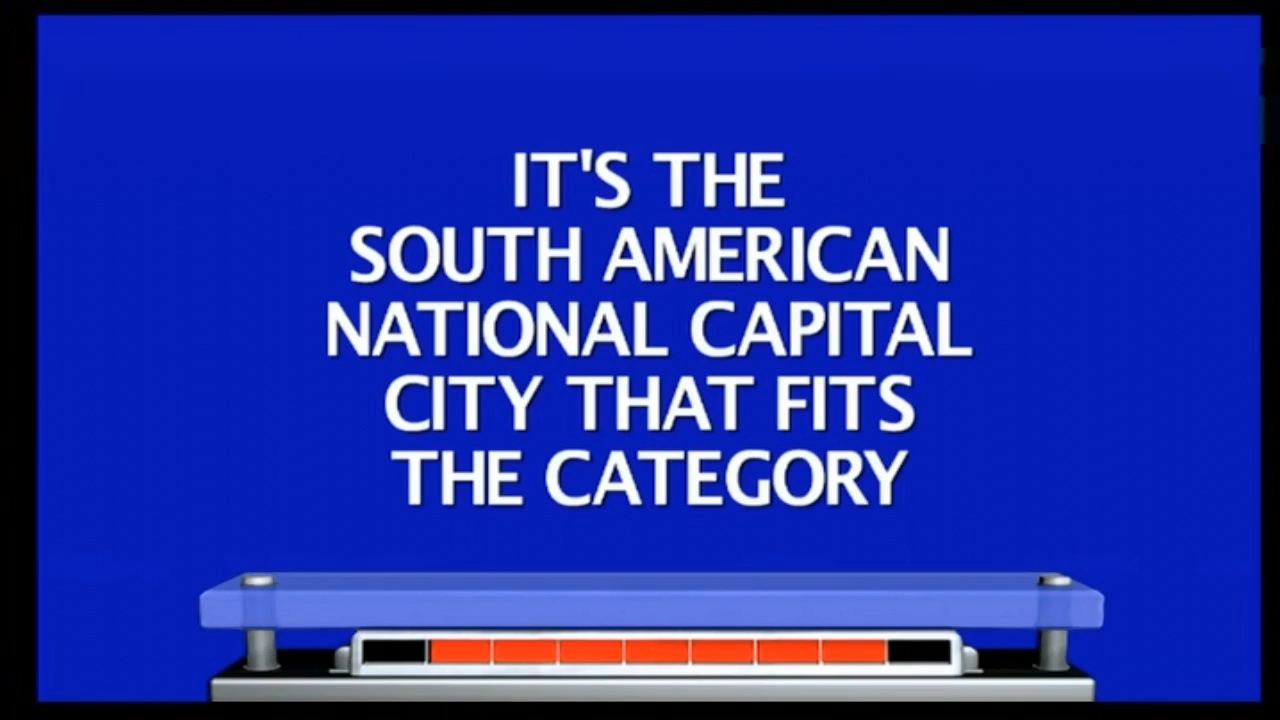 IT'S THE
SOUTH AMERICAN
NATIONAL CAPITAL
CITY THAT FITS
THE CATEGORY